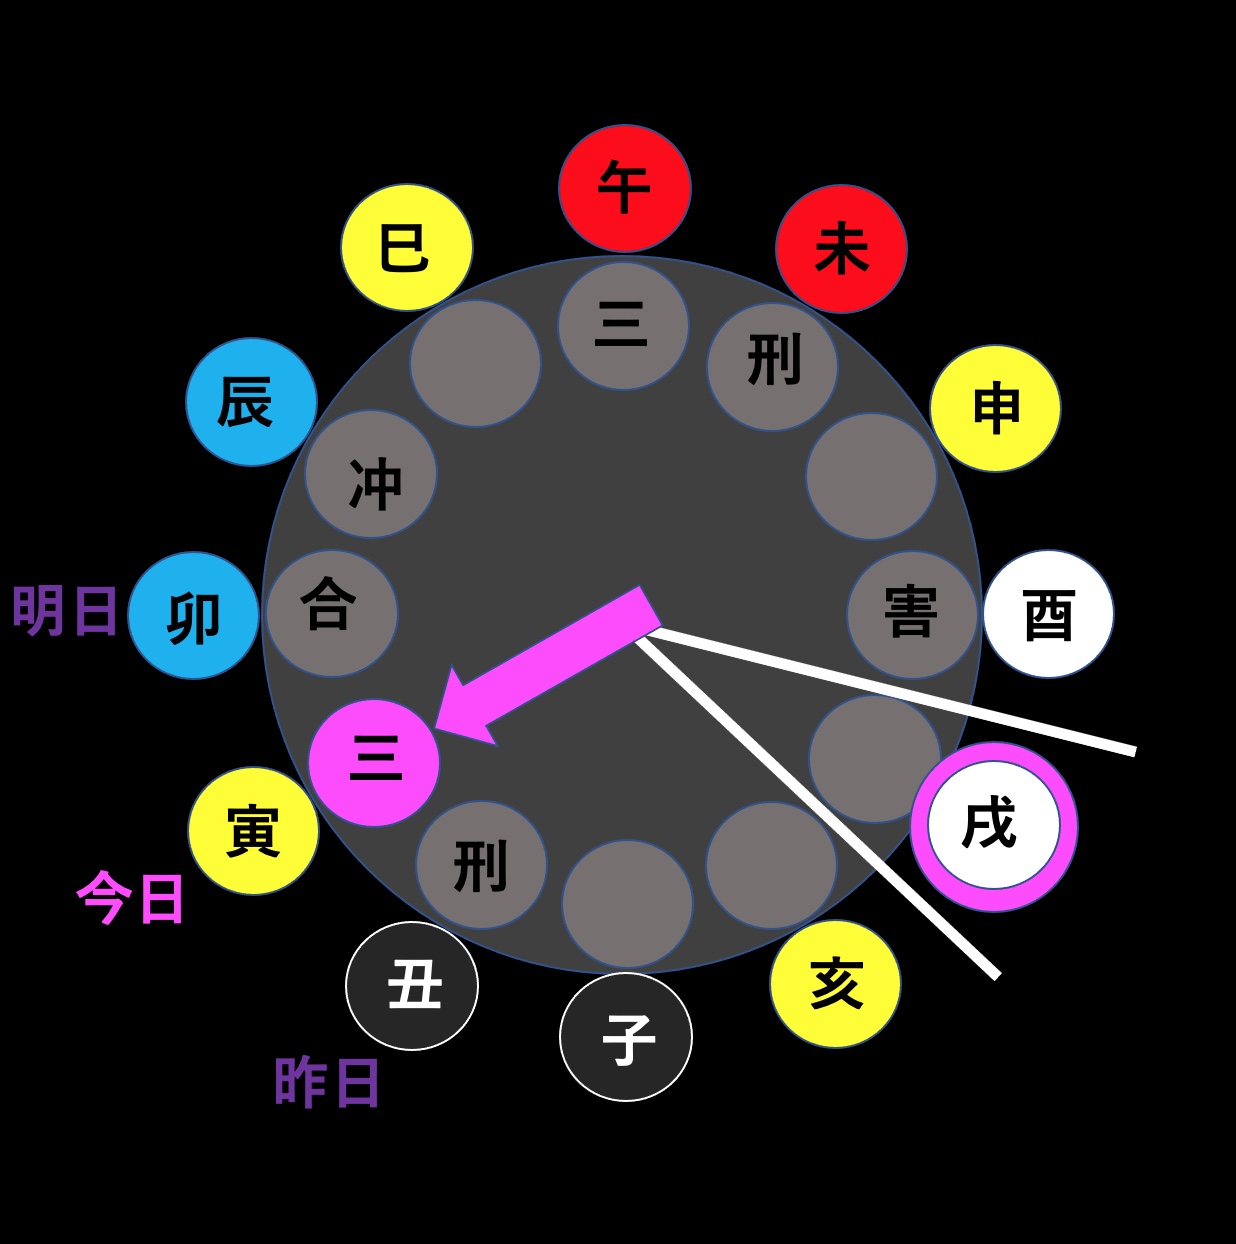 午
巳
未
三
刑
辰
申
冲
明日
卯
合
害
酉
三
寅
戌
今日
刑
丑
亥
子
昨日